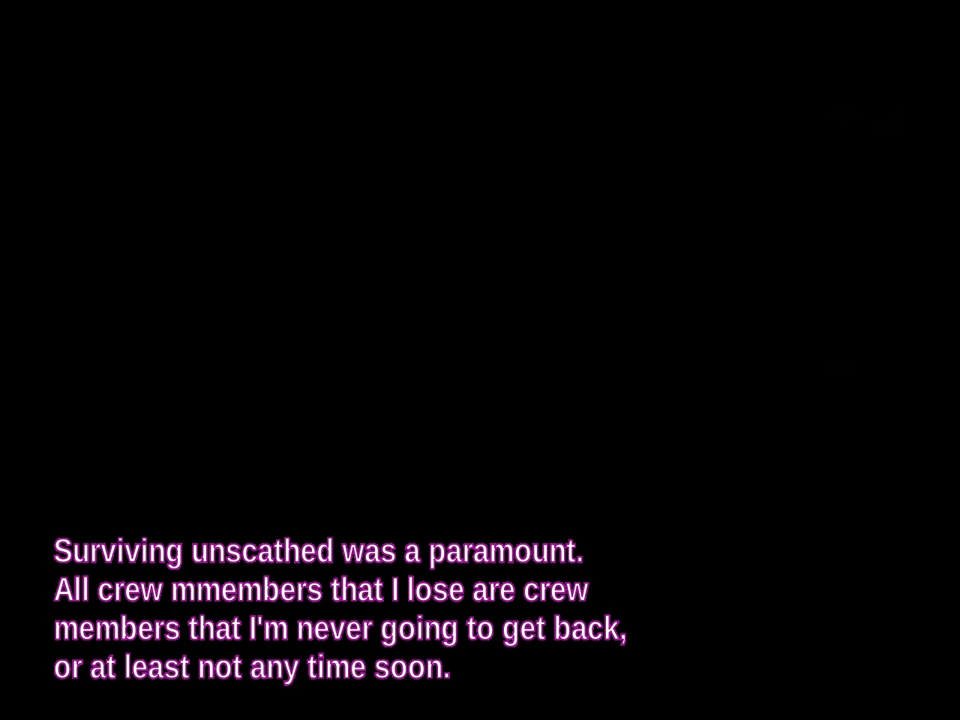 Surviving unscathed was a paramount.
All crew mmembers that I lose are crew
members that I'm never going to get back,
or at least not any time soon.